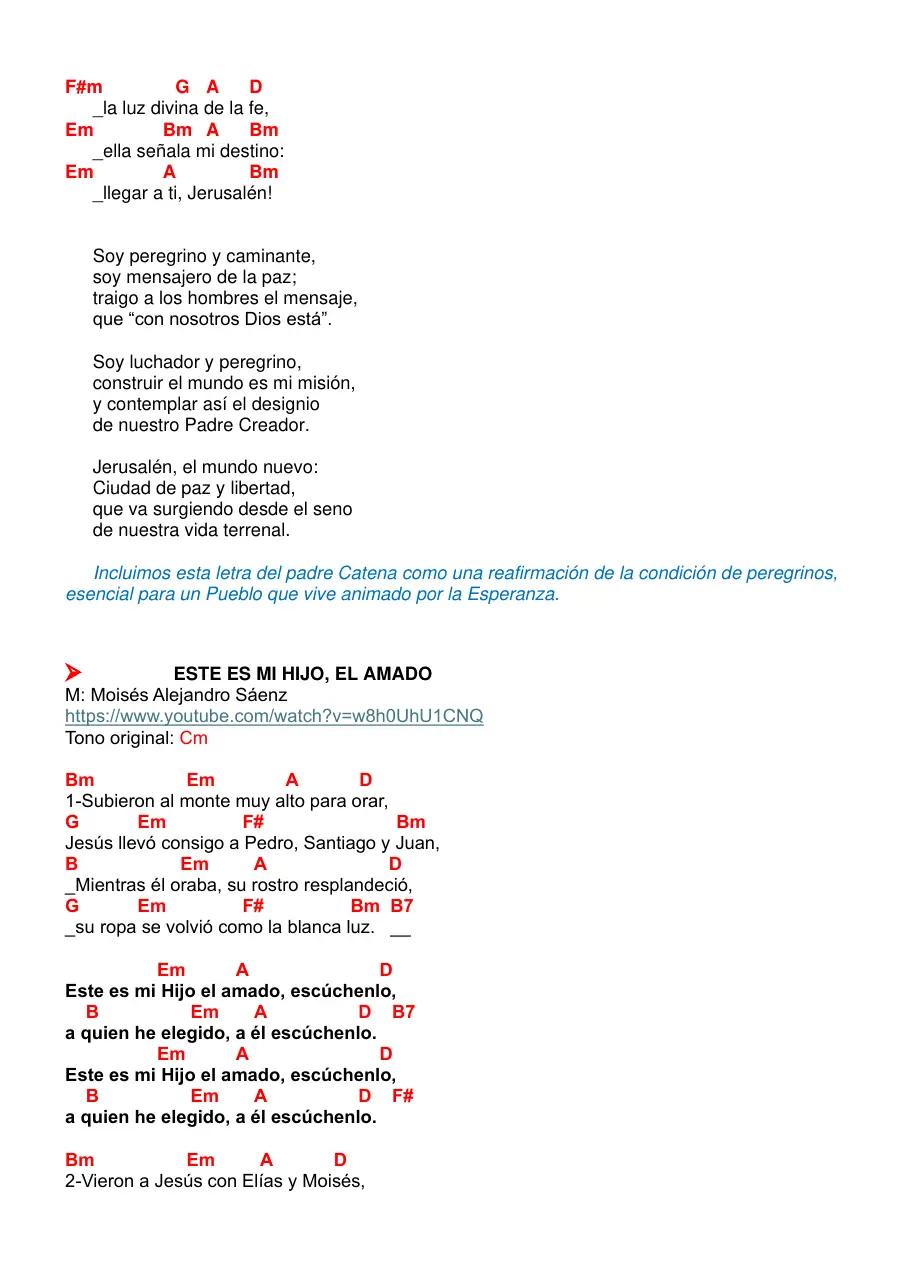 F#m G A D
_la luz divina de la fe,
Em Bm A Bm
_ella señala mi destino:
Em A Bm
_llegar a ti, Jerusalén!
Soy peregrino y caminante,
soy mensajero de la paz;
traigo a los hombres el mensaje,
que “con nosotros Dios está”.
Soy luchador y peregrino,
construir el mundo es mi misión,
y contemplar así el designio
de nuestro Padre Creador.
Jerusalén, el mundo nuevo:
Ciudad de paz y libertad,
que va surgiendo desde el seno
de nuestra vida terrenal.
Incluimos esta letra del padre Catena como una reafirmación de la condición de peregrinos,
esencial para un Pueblo que vive animado por la Esperanza.
➢ ESTE ES MI HIJO, EL AMADO
M: Moisés Alejandro Sáenz
https://www.youtube.com/watch?v=w8h0UhU1CNQ
Tono original: Cm
Bm Em A D
1-Subieron al monte muy alto para orar,
G Em F# Bm
Jesús llevó consigo a Pedro, Santiago y Juan,
B Em A D
_Mientras él oraba, su rostro resplandeció,
G Em F# Bm B7
_su ropa se volvió como la blanca luz. __
Em A D
Este es mi Hijo el amado, escúchenlo,
B Em A D B7
a quien he elegido, a él escúchenlo.
Em A D
Este es mi Hijo el amado, escúchenlo,
B Em A D F#
a quien he elegido, a él escúchenlo.
Bm Em A D
2-Vieron a Jesús con Elías y Moisés,